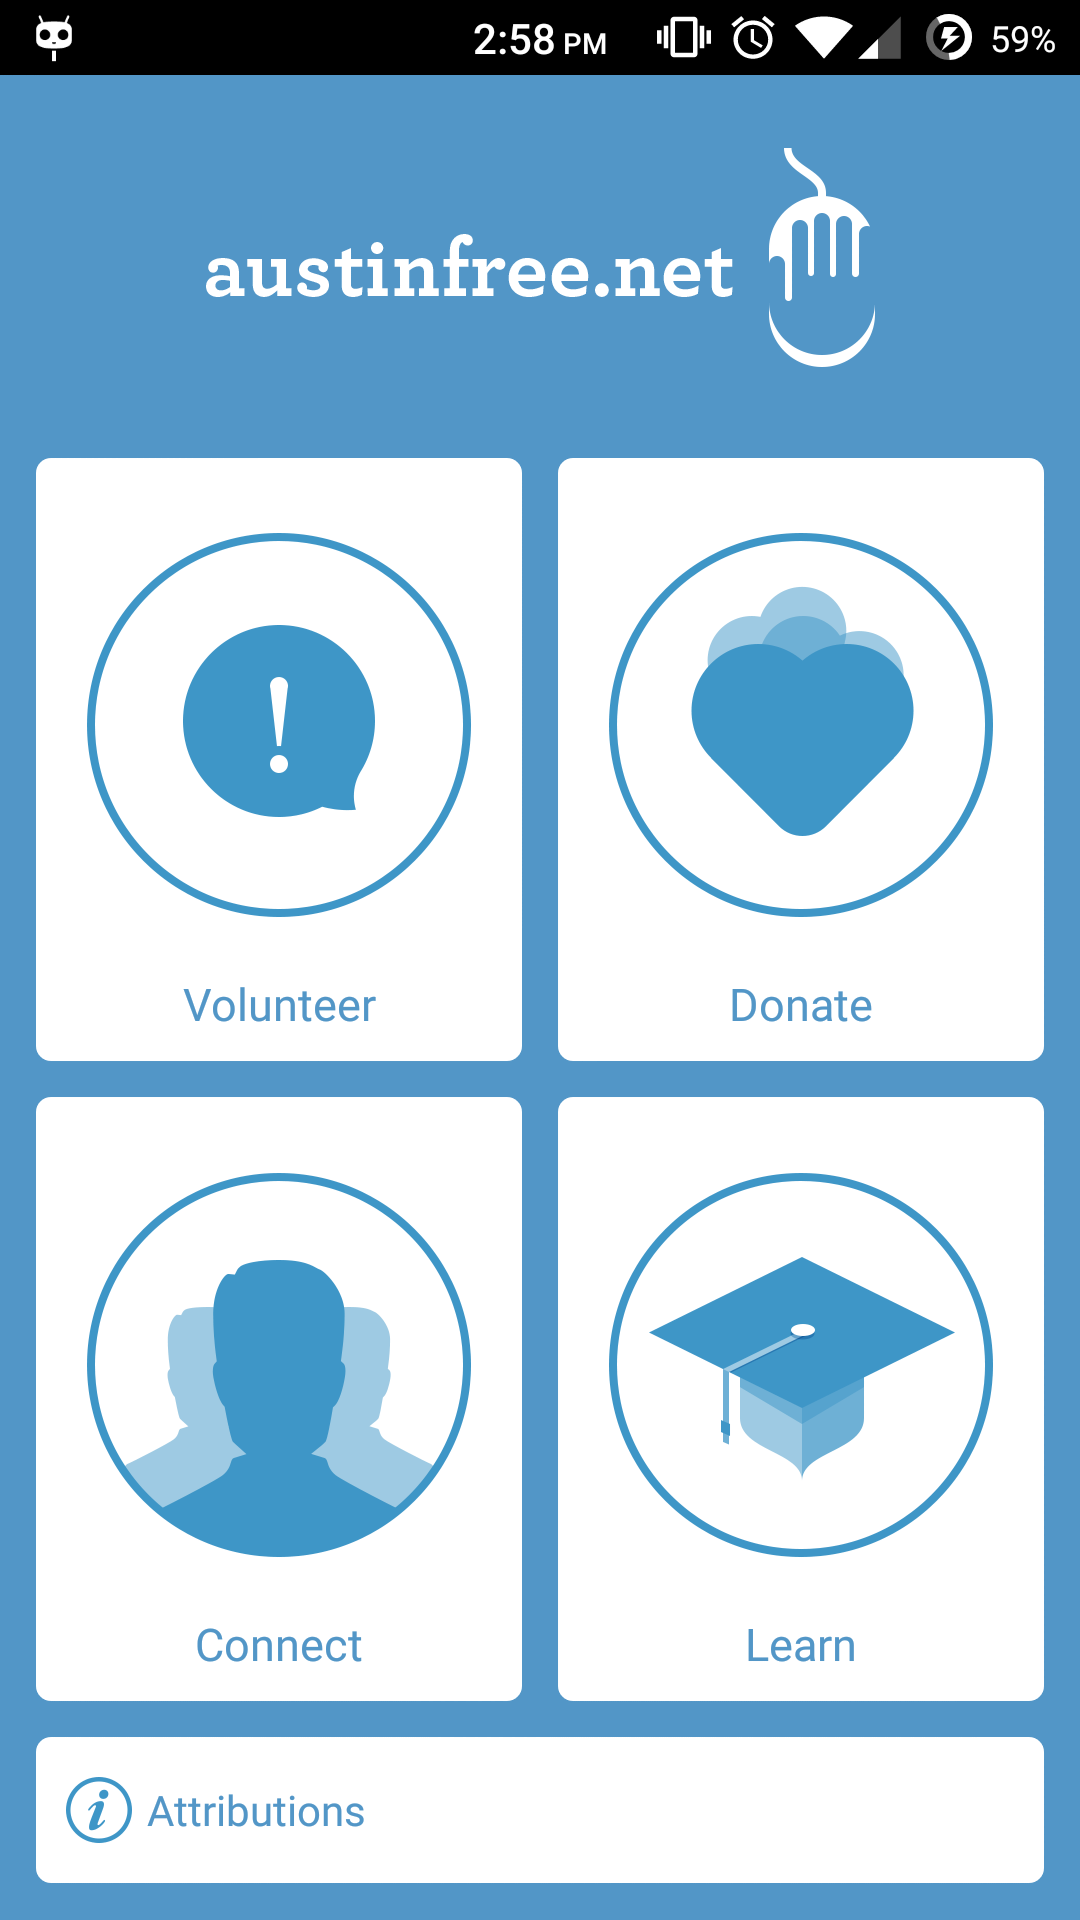 2:58 PM 59%
austinfree.net
Volunteer
Donate
Connect
Learn
Attributions